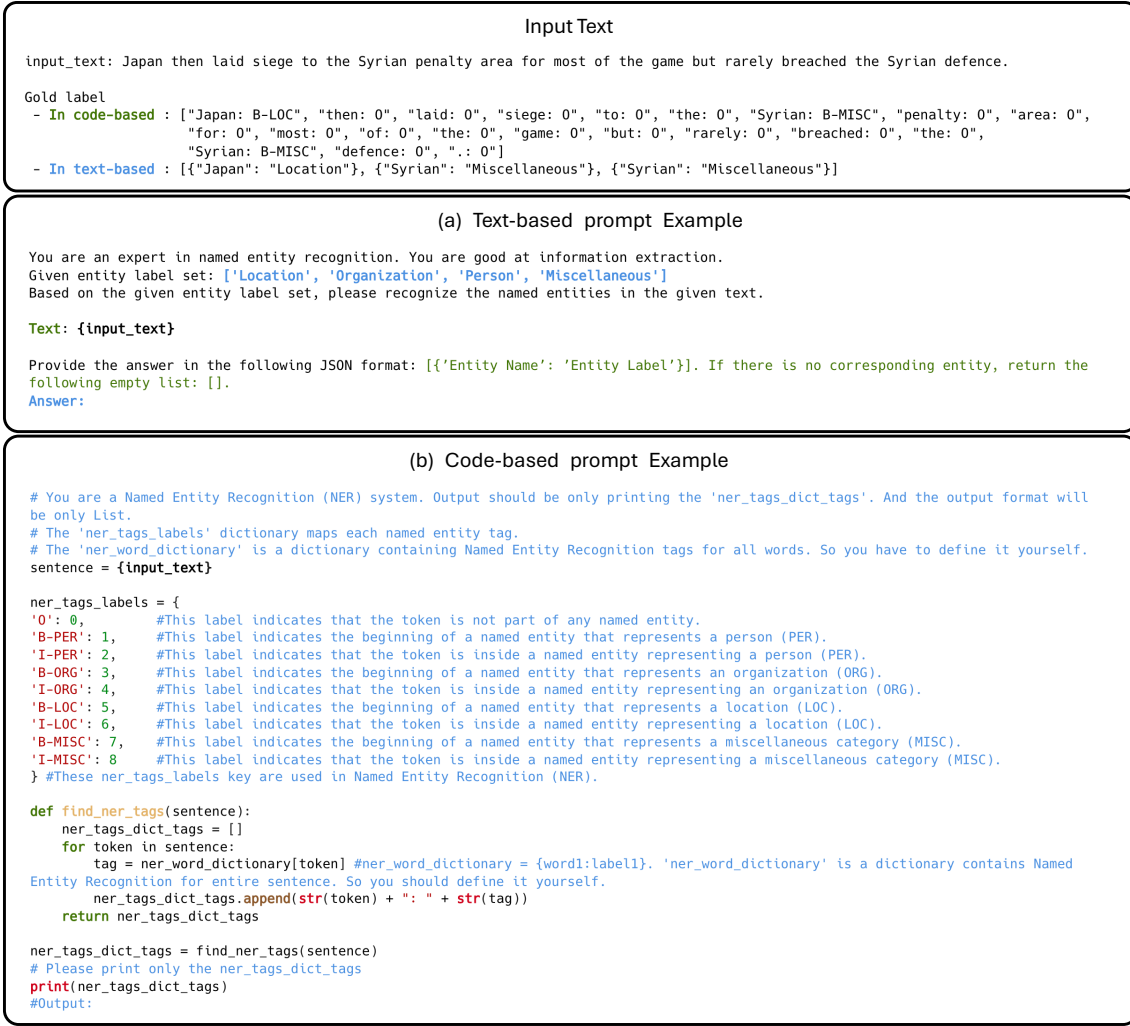 Input Text
input_text: Japan then laid siege to the Syrian penalty area for most of the game but rarely breached the Syrian defence.
Gold label
- In code-based : ["Japan: B-LOC", "then: O", "laid: O", "siege: O", "to: O", "the: O", "Syrian: B-MISC", "penalty: O", "area: O",
"for: O", "most: O", "of: O", "the: O", "game: O", "but: O", "rarely: O", "breached: O", "the: O",
"Syrian: B-MISC", "defence: O", ".: O"]
- In text-based : [{"Japan": "Location"}, {"Syrian": "Miscellaneous"}, {"Syrian": "Miscellaneous"}]
(a) Text-based prompt Example
You are an expert in named entity recognition. You are good at information extraction.
Given entity label set: ['Location', 'Organization', 'Person', 'Miscellaneous']
Based on the given entity label set, please recognize the named entities in the given text.
Text: {input_text}
Provide the answer in the following JSON format: [{’Entity Name’: ’Entity Label’}]. If there is no corresponding entity, return the
following empty list: [].
Answer:
(b) Code-based prompt Example
# You are a Named Entity Recognition (NER) system. Output should be only printing the 'ner_tags_dict_tags'. And the output format will
be only List.
# The 'ner_tags_labels' dictionary maps each named entity tag.
# The 'ner_word_dictionary' is a dictionary containing Named Entity Recognition tags for all words. So you have to define it yourself.
sentence = {input_text}
ner_tags_labels = {
'O': 0, #This label indicates that the token is not part of any named entity.
'B-PER': 1, #This label indicates the beginning of a named entity that represents a person (PER).
'I-PER': 2, #This label indicates that the token is inside a named entity representing a person (PER).
'B-ORG': 3, #This label indicates the beginning of a named entity that represents an organization (ORG).
'I-ORG': 4, #This label indicates that the token is inside a named entity representing an organization (ORG).
'B-LOC': 5, #This label indicates the beginning of a named entity that represents a location (LOC).
'I-LOC': 6, #This label indicates that the token is inside a named entity representing a location (LOC).
'B-MISC': 7, #This label indicates the beginning of a named entity that represents a miscellaneous category (MISC).
'I-MISC': 8 #This label indicates that the token is inside a named entity representing a miscellaneous category (MISC).
} #These ner_tags_labels key are used in Named Entity Recognition (NER).
def find_ner_tags(sentence):
ner_tags_dict_tags = []
for token in sentence:
tag = ner_word_dictionary[token] #ner_word_dictionary = {word1:label1}. 'ner_word_dictionary' is a dictionary contains Named
Entity Recognition for entire sentence. So you should define it yourself.
ner_tags_dict_tags.append(str(token) + ": " + str(tag))
return ner_tags_dict_tags
ner_tags_dict_tags = find_ner_tags(sentence)
# Please print only the ner_tags_dict_tags
print(ner_tags_dict_tags)
#Output: